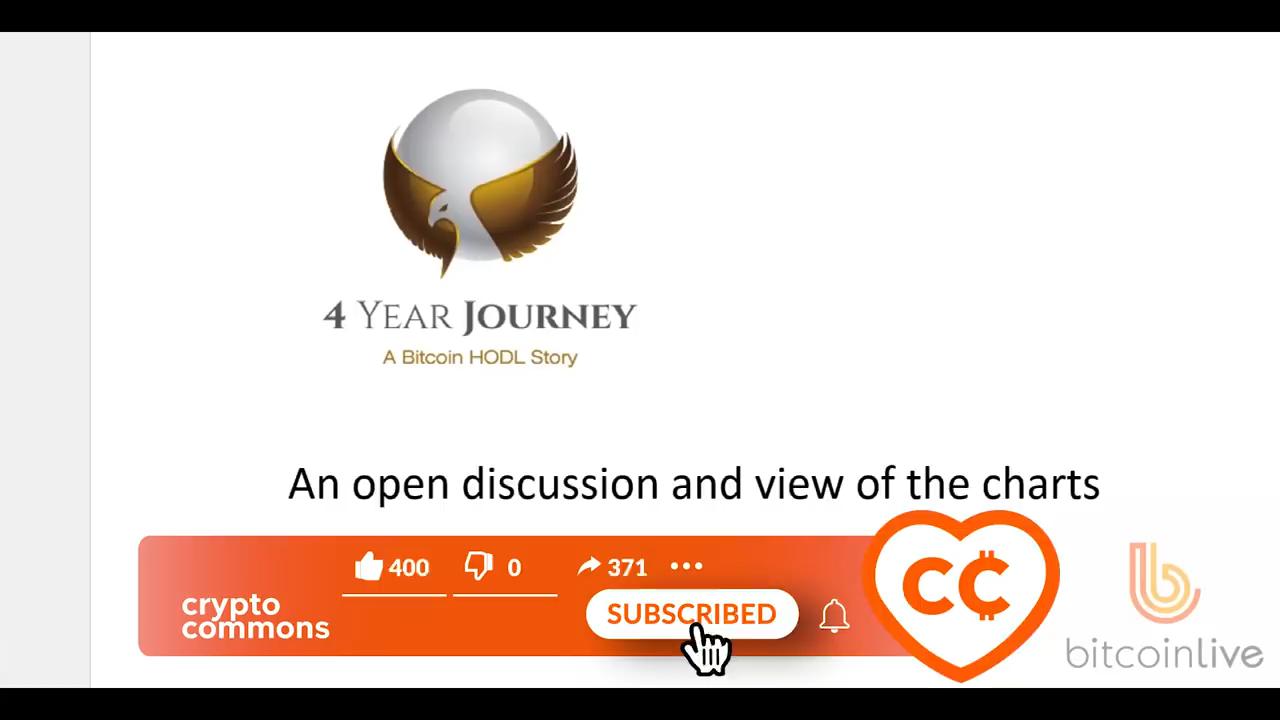 4 YEAR JOURNEY
A Bitcoin HODL Story
An open discussion and view of the charts
400
0
371
crypto
commons
SUBSCRIBED
C₵
bitcoinlive